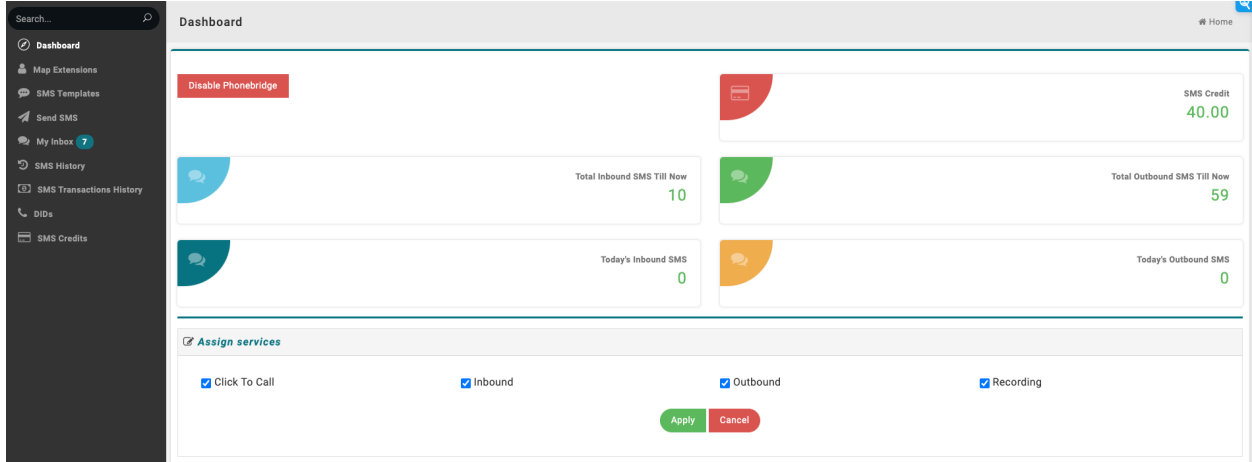 Search...
Dashboard
Map Extensions
SMS Templates
Send SMS
My Inbox 7
SMS History
SMS Transactions History
DIDs
SMS Credits
Dashboard
Home
Disable Phonebridge
SMS Credit
40.00
Total Inbound SMS Till Now
10
Total Outbound SMS Till Now
59
Today's Inbound SMS
0
Today's Outbound SMS
0
Assign services
Click To Call
Inbound
Outbound
Recording
Apply
Cancel